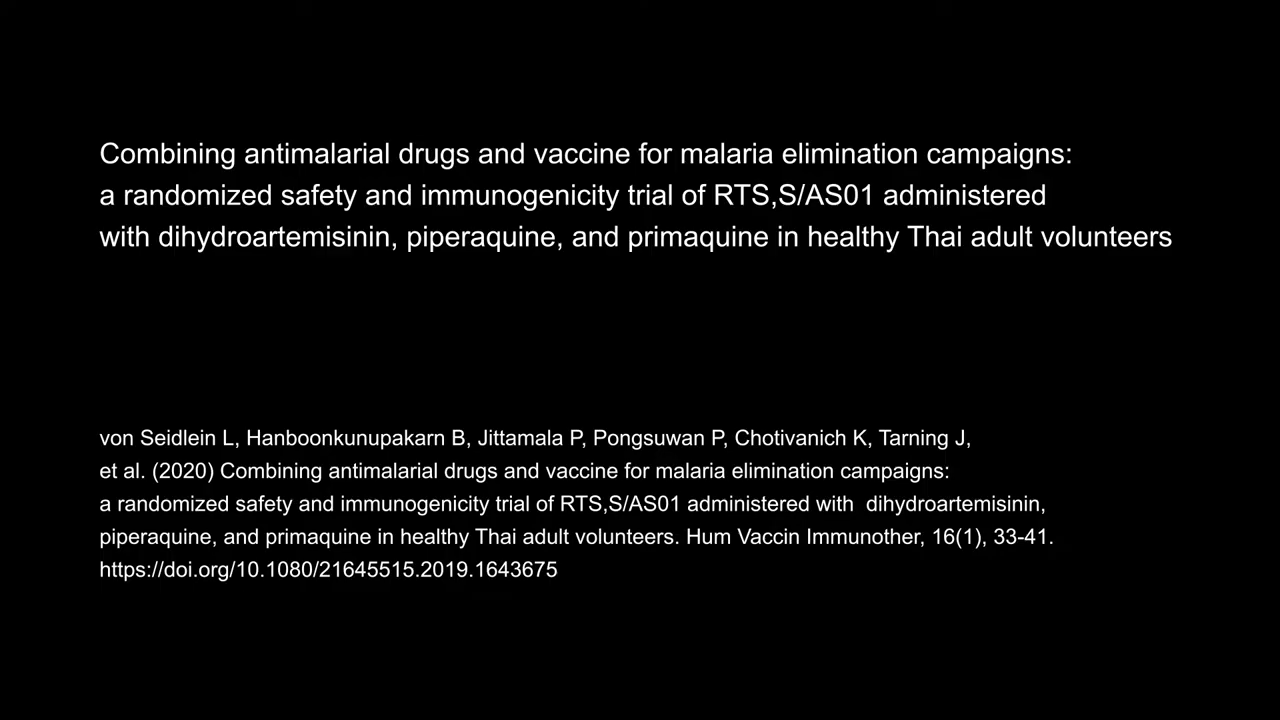 Combining antimalarial drugs and vaccine for malaria elimination campaigns:
a randomized safety and immunogenicity trial of RTS,S/AS01 administered
with dihydroartemisinin, piperaquine, and primaquine in healthy Thai adult volunteers
von Seidlein L, Hanboonkunupakarn B, Jittamala P, Pongsuwan P, Chotivanich K, Tarning J,
et al. (2020) Combining antimalarial drugs and vaccine for malaria elimination campaigns:
a randomized safety and immunogenicity trial of RTS,S/AS01 administered with  dihydroartemisinin,
piperaquine, and primaquine in healthy Thai adult volunteers. Hum Vaccin Immunother, 16(1), 33-41.
https://doi.org/10.1080/21645515.2019.1643675